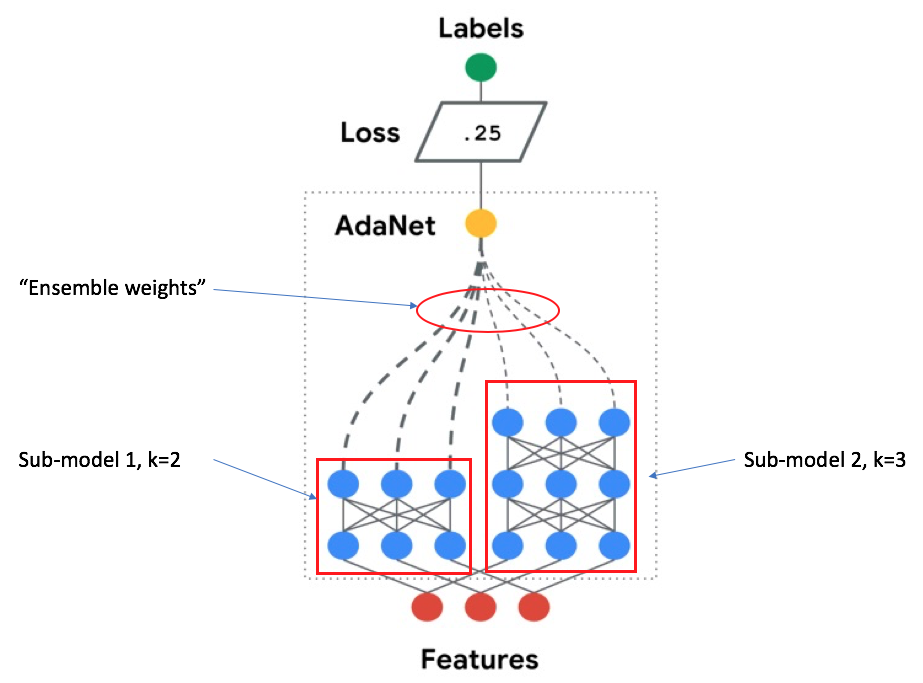 Labels
Loss
.25
AdaNet
“Ensemble weights”
Sub-model 1, k=2
Sub-model 2, k=3
Features